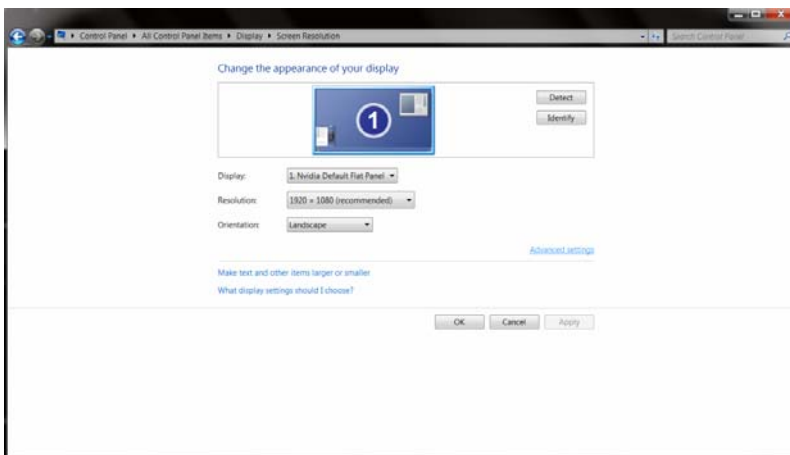 Control Panel ▸ All Control Panel Items ▸ Display ▸ Screen Resolution
Search Control Panel
Change the appearance of your display
1
Detect
Identify
Display: 1. Nvidia Default Flat Panel
Resolution: 1920 × 1080 (recommended)
Orientation: Landscape
Advanced settings
Make text and other items larger or smaller
What display settings should I choose?
OK Cancel Apply